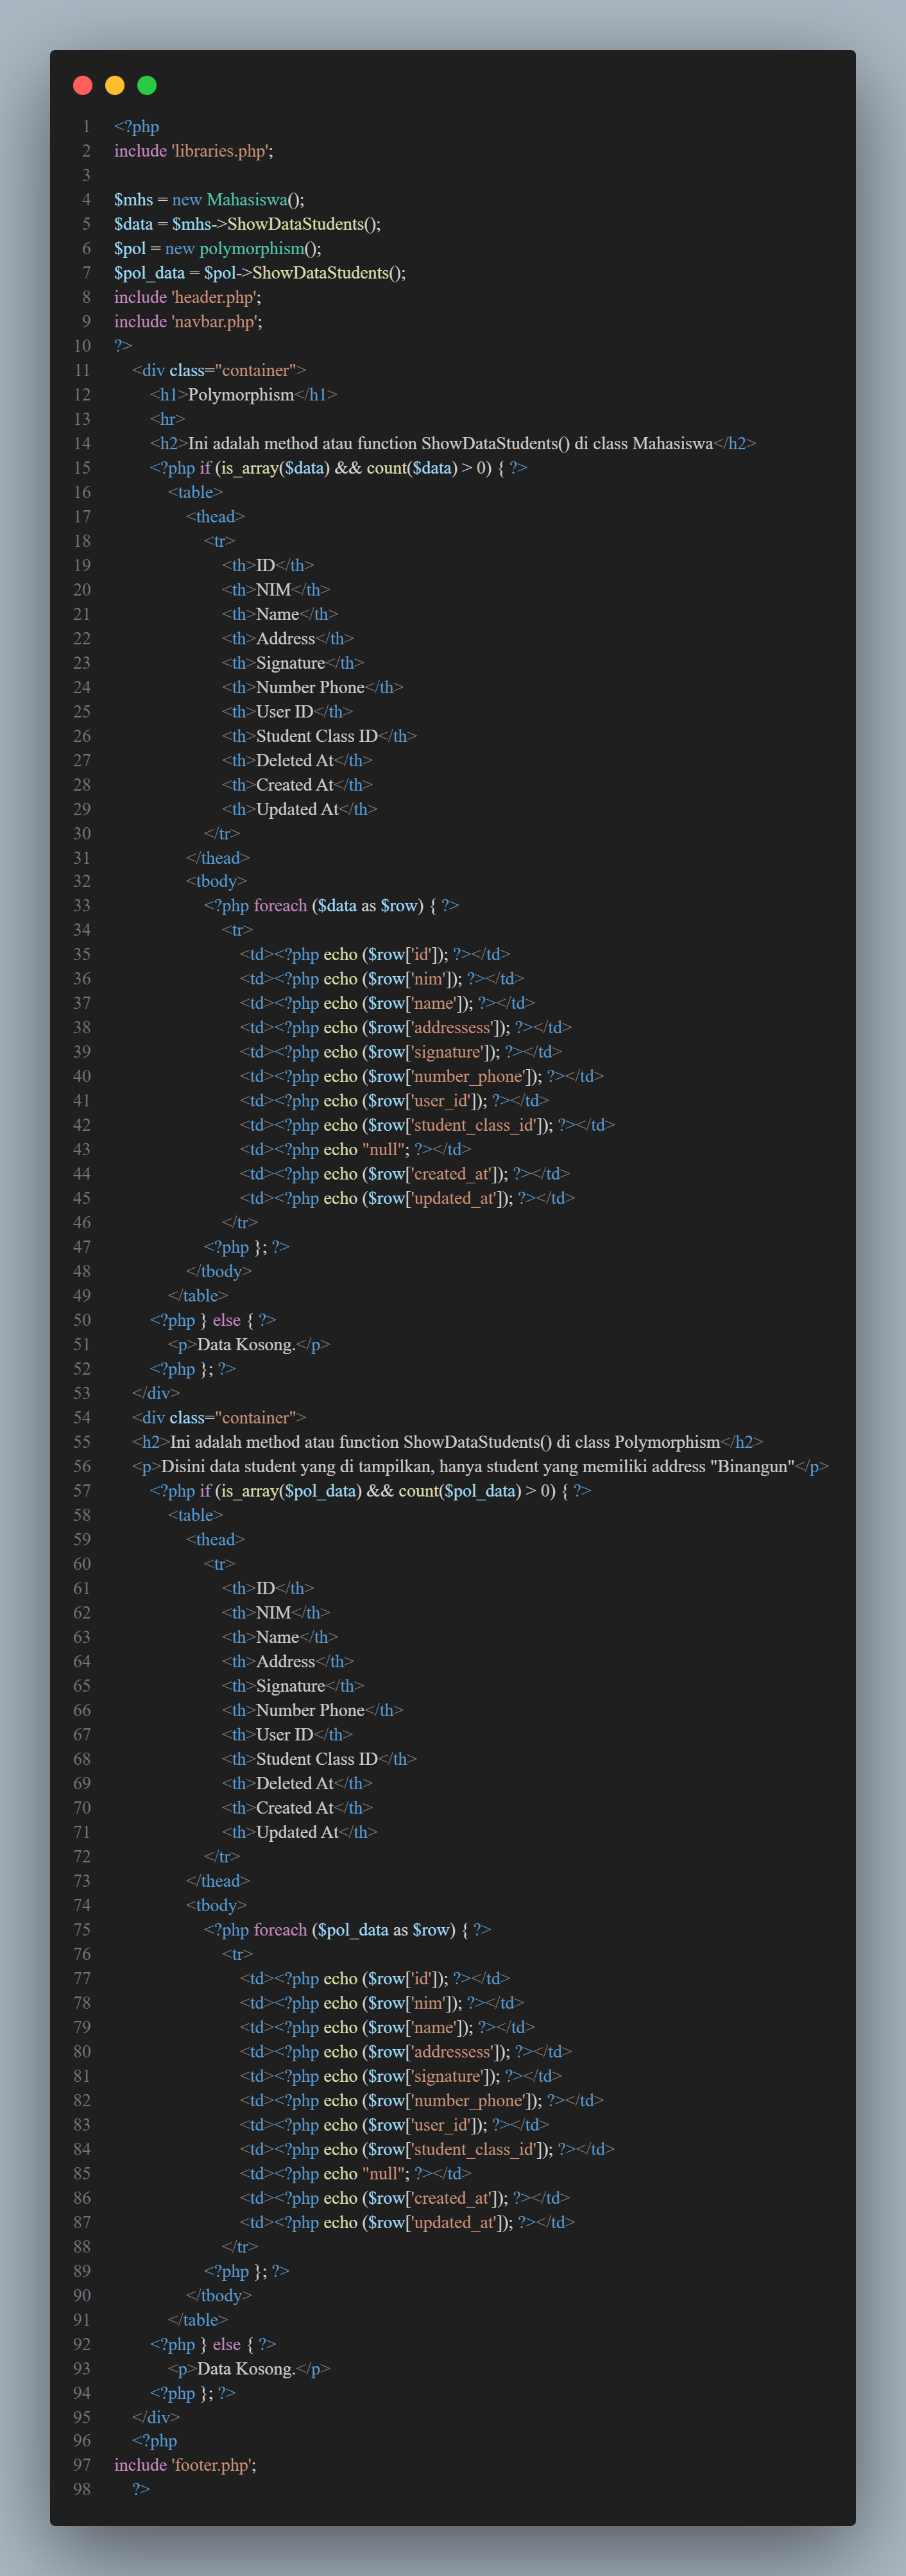 1 <?php
2 include 'libraries.php';
3
4 $mhs = new Mahasiswa();
5 $data = $mhs->ShowDataStudents();
6 $pol = new polymorphism();
7 $pol_data = $pol->ShowDataStudents();
8 include 'header.php';
9 include 'navbar.php';
10 ?>
11 <div class="container">
12 <h1>Polymorphism</h1>
13 <hr>
14 <h2>Ini adalah method atau function ShowDataStudents() di class Mahasiswa</h2>
15 <?php if (is_array($data) && count($data) > 0) { ?>
16 <table>
17 <thead>
18 <tr>
19 <th>ID</th>
20 <th>NIM</th>
21 <th>Name</th>
22 <th>Address</th>
23 <th>Signature</th>
24 <th>Number Phone</th>
25 <th>User ID</th>
26 <th>Student Class ID</th>
27 <th>Deleted At</th>
28 <th>Created At</th>
29 <th>Updated At</th>
30 </tr>
31 </thead>
32 <tbody>
33 <?php foreach ($data as $row) { ?>
34 <tr>
35 <td><?php echo ($row['id']); ?></td>
36 <td><?php echo ($row['nim']); ?></td>
37 <td><?php echo ($row['name']); ?></td>
38 <td><?php echo ($row['addressess']); ?></td>
39 <td><?php echo ($row['signature']); ?></td>
40 <td><?php echo ($row['number_phone']); ?></td>
41 <td><?php echo ($row['user_id']); ?></td>
42 <td><?php echo ($row['student_class_id']); ?></td>
43 <td><?php echo "null"; ?></td>
44 <td><?php echo ($row['created_at']); ?></td>
45 <td><?php echo ($row['updated_at']); ?></td>
46 </tr>
47 <?php }; ?>
48 </tbody>
49 </table>
50 <?php } else { ?>
51 <p>Data Kosong.</p>
52 <?php }; ?>
53 </div>
54 <div class="container">
55 <h2>Ini adalah method atau function ShowDataStudents() di class Polymorphism</h2>
56 <p>Disini data student yang di tampilkan, hanya student yang memiliki address "Binangun"</p>
57 <?php if (is_array($pol_data) && count($pol_data) > 0) { ?>
58 <table>
59 <thead>
60 <tr>
61 <th>ID</th>
62 <th>NIM</th>
63 <th>Name</th>
64 <th>Address</th>
65 <th>Signature</th>
66 <th>Number Phone</th>
67 <th>User ID</th>
68 <th>Student Class ID</th>
69 <th>Deleted At</th>
70 <th>Created At</th>
71 <th>Updated At</th>
72 </tr>
73 </thead>
74 <tbody>
75 <?php foreach ($pol_data as $row) { ?>
76 <tr>
77 <td><?php echo ($row['id']); ?></td>
78 <td><?php echo ($row['nim']); ?></td>
79 <td><?php echo ($row['name']); ?></td>
80 <td><?php echo ($row['addressess']); ?></td>
81 <td><?php echo ($row['signature']); ?></td>
82 <td><?php echo ($row['number_phone']); ?></td>
83 <td><?php echo ($row['user_id']); ?></td>
84 <td><?php echo ($row['student_class_id']); ?></td>
85 <td><?php echo "null"; ?></td>
86 <td><?php echo ($row['created_at']); ?></td>
87 <td><?php echo ($row['updated_at']); ?></td>
88 </tr>
89 <?php }; ?>
90 </tbody>
91 </table>
92 <?php } else { ?>
93 <p>Data Kosong.</p>
94 <?php }; ?>
95 </div>
96 <?php
97 include 'footer.php';
98 ?>